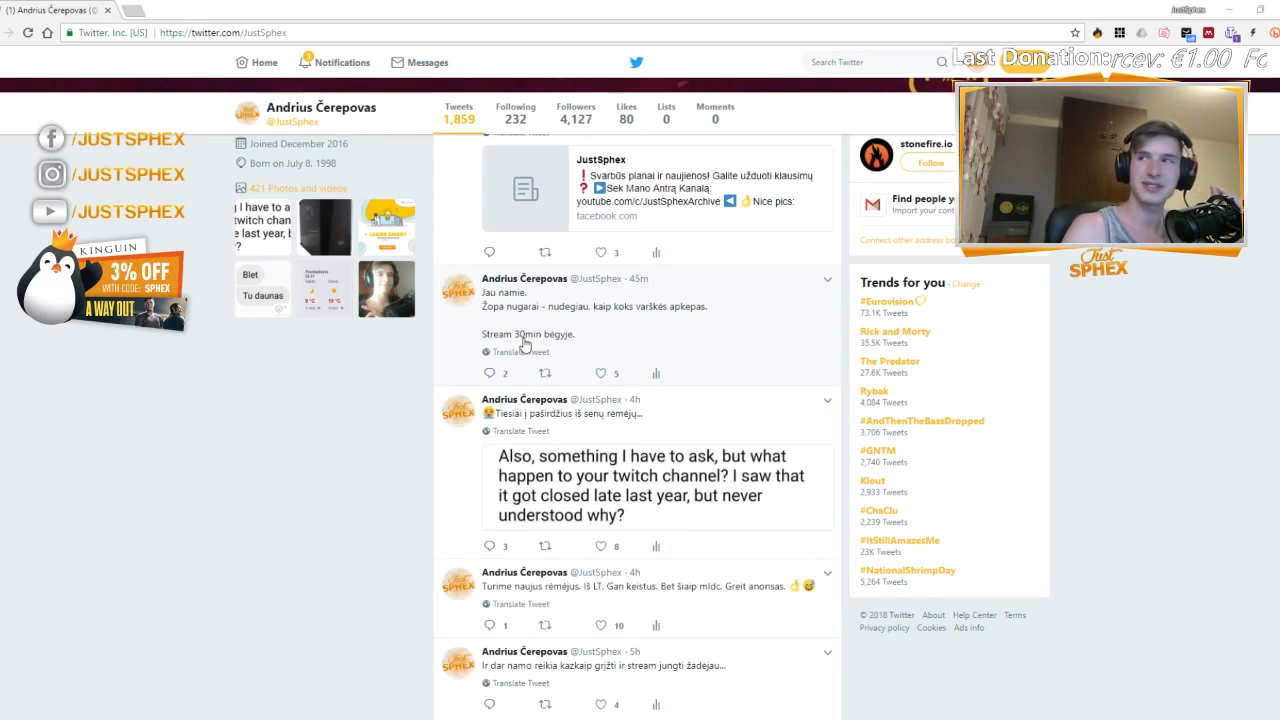 (1) Andrius Čerepovas (@
JustSphex
Twitter, Inc. [US]
https://twitter.com/JustSphex
Home
Notifications
Messages
Search Twitter
Last Donation:
rcev: €1.00 Fc
Andrius Čerepovas
@JustSphex
Tweets
1,859
Following
232
Followers
4,127
Likes
80
Lists
0
Moments
0
/JUSTSPHEX
/JUSTSPHEX
/JUSTSPHEX
KINGUIN
3% OFF
WITH CODE: SPHEX
A WAY OUT
Joined December 2016
Born on July 8, 1998
421 Photos and videos
I have to a
twitch chan
e last year, b
?
LEARN SMART
Blet
Tu daunas
JustSphex
❗Svarbūs planai ir naujienos! Galite užduoti klausimų
❓▶Sek Mano Antrą Kanalą:
youtube.com/c/JustSphexArchive ◀👌Nice pics:
facebook.com
3
Andrius Čerepovas @JustSphex · 45m
Jau namie.
Žopa nugarai - nudegiau, kaip koks varškės apkepas.
Stream 30min bėgyje.
Translate Tweet
2
5
Andrius Čerepovas @JustSphex · 4h
😭Tiesiai į paširdžius iš senų rėmėjų...
Translate Tweet
Also, something I have to ask, but what
happen to your twitch channel? I saw that
it got closed late last year, but never
understood why?
3
8
Andrius Čerepovas @JustSphex · 4h
Turime naujus rėmėjus. Iš LT. Gan keistus. Bet šiaip mldc. Greit anonsas. 👌😅
Translate Tweet
1
10
Andrius Čerepovas @JustSphex · 5h
Ir dar namo reikia kazkaip grįžti ir stream jungti žadėjau...
Translate Tweet
4
stonefire.io
Follow
Find people y
Import your cont
Connect other address bo
Just
SPHEX
Trends for you · Change
#Eurovision
73.1K Tweets
Rick and Morty
35.5K Tweets
The Predator
27.6K Tweets
Rybak
4,084 Tweets
#AndThenTheBassDropped
3,706 Tweets
#GNTM
2,740 Tweets
Klout
2,933 Tweets
#ChaClu
2,239 Tweets
#ItStillAmazesMe
23K Tweets
#NationalShrimpDay
5,264 Tweets
© 2018 Twitter About Help Center Terms
Privacy policy Cookies Ads info